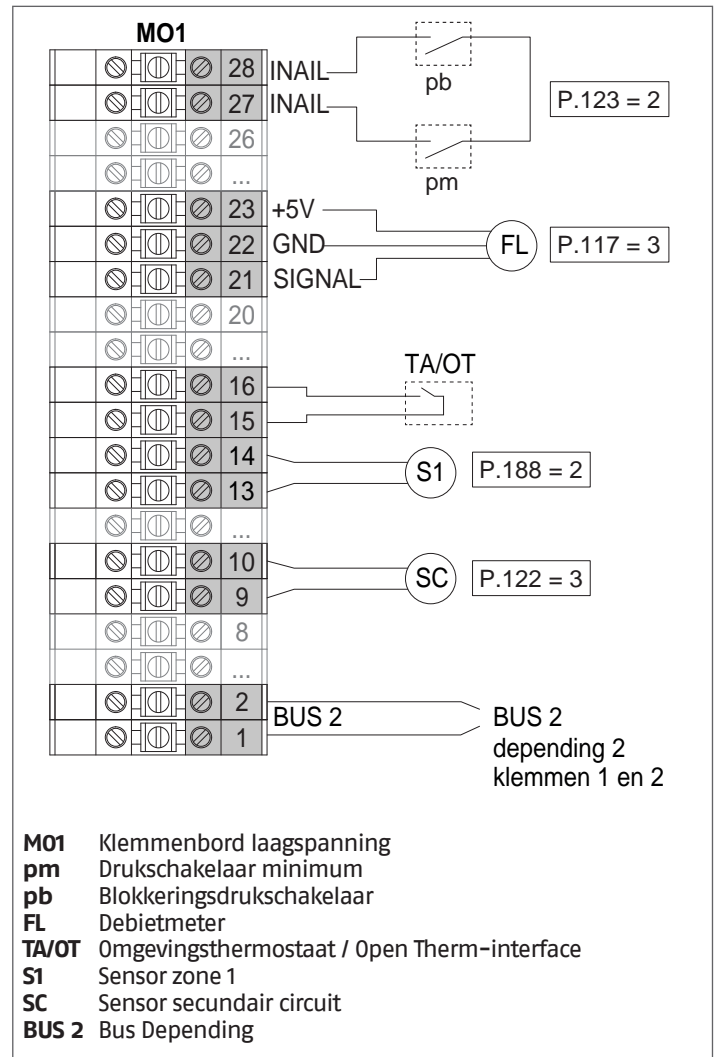 MO1
28 INAIL
pb
27 INAIL
P.123 = 2
26
pm
...
23 +5V
22 GND FL P.117 = 3
21 SIGNAL
20
...
TA/OT
16
15
14
S1 P.188 = 2
13
...
10
SC P.122 = 3
9
8
...
2
BUS 2 BUS 2
1
depending 2
klemmen 1 en 2
MO1 Klemmenbord laagspanning
pm Drukschakelaar minimum
pb Blokkeringsdrukschakelaar
FL Debietmeter
TA/OT Omgevingsthermostaat / Open Therm-interface
S1 Sensor zone 1
SC Sensor secundair circuit
BUS 2 Bus Depending